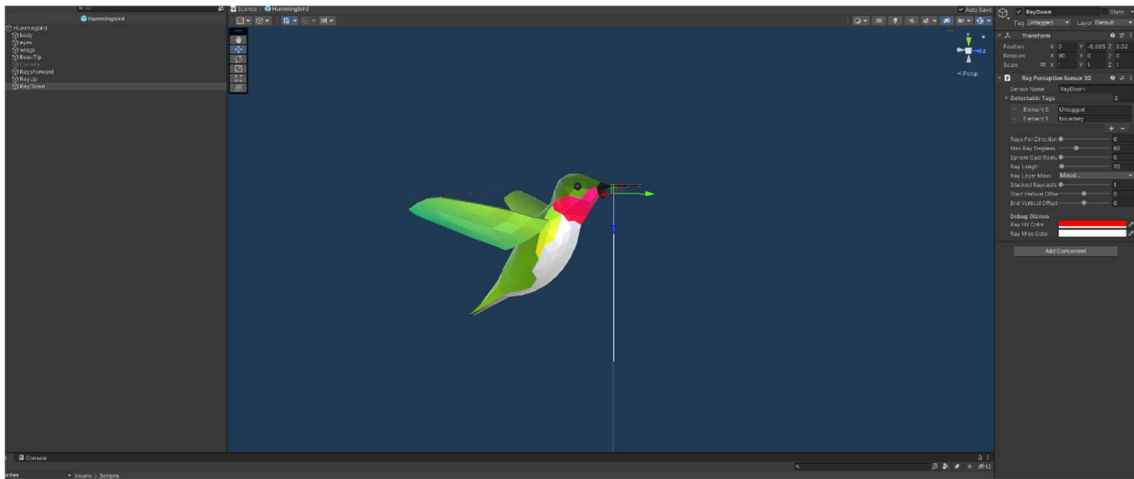 Scenes Hummingbird
Auto Save
Hummingbird
Hummingbird
body
eyes
wings
BeakTip
Camera
RaysForward
RayUp
RayDown
Persp
RayDown
Static
Tag Untagged Layer Default
Transform
Position X 0 Y -0.005 Z 0.02
Rotation X 90 Y 0 Z 0
Scale X 1 Y 1 Z 1
Ray Perception Sensor 3D
Sensor Name RayDown
Detectable Tags 2
Element 0 Untagged
Element 1 boundary
Rays Per Direction 0
Max Ray Degrees 60
Sphere Cast Radiu 0
Ray Length 20
Ray Layer Mask Mixed...
Stacked Raycasts 1
Start Vertical Offse 0
End Vertical Offset 0
Debug Gizmos
Ray Hit Color
Ray Miss Color
Add Component
Console
Assets > Scripts